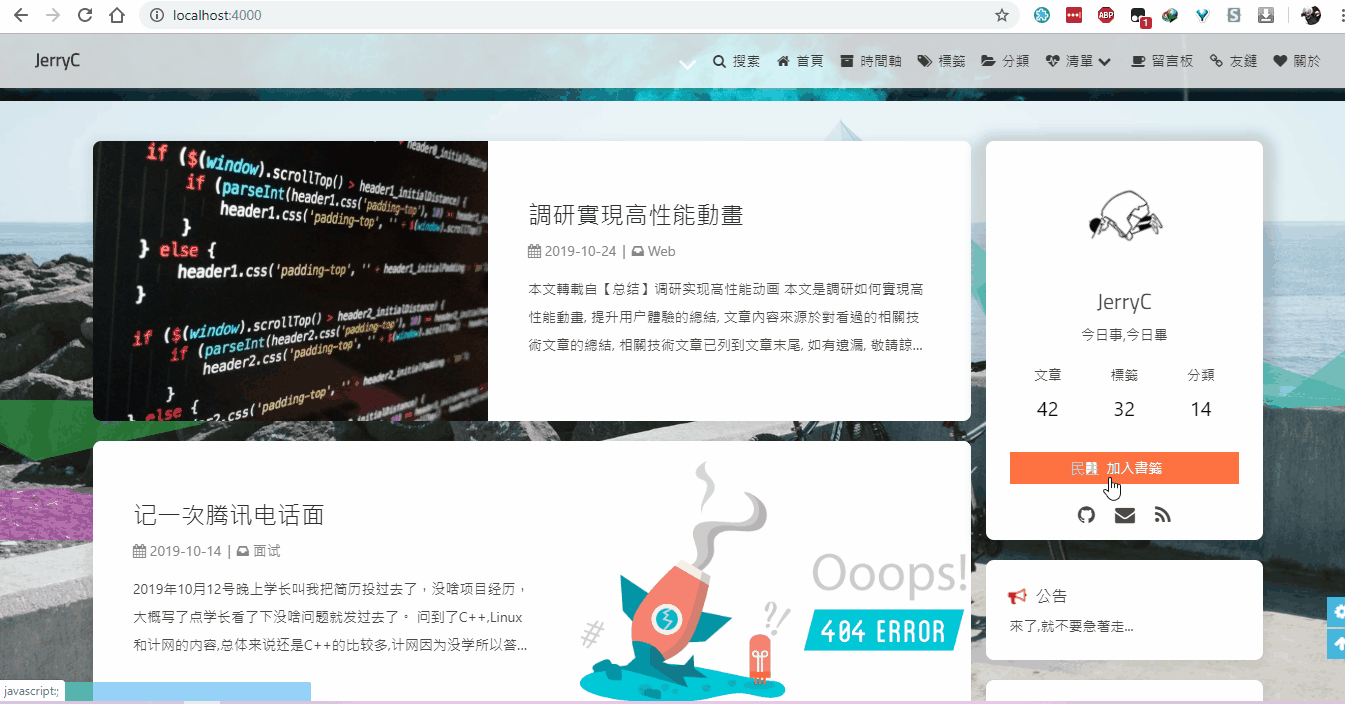 localhost:4000
ABP
1
JerryC
搜索 首頁 時間軸 標籤 分類 清單 留言板 友鏈 關於
if ($(window).scrollTop() > header1_initialDistance) {
if (parseInt(header1.css('padding-top'), 10)
header1.css('padding-top', '' + $(window).scrollTop()
}
} else {
header1.css('padding-top', '' + header1_initialPadding
}
if ($(window).scrollTop() > header2_initialDistance) {
if (parseInt(header2.css('padding-top'), 10)
header2.css('padding-top', '' + $(window).scroll
}
else {
header2.css('padding-top', '' + header2_initialPadding
調研實現高性能動畫
2019-10-24 | Web
本文轉載自【总结】调研实现高性能动画 本文是調研如何實現高
性能動畫, 提升用户體驗的總結, 文章內容來源於對看過的相關技
術文章的總結, 相關技術文章已列到文章末尾, 如有遺漏, 敬請諒...
记一次腾讯电话面
2019-10-14 | 面试
2019年10月12号晚上学长叫我把简历投过去了，没啥项目经历，
大概写了点学长看了下没啥问题就发过去了。 问到了C++,Linux
和计网的内容,总体来说还是C++的比较多,计网因为没学所以答...
Ooops!
404 ERROR
#
?!
JerryC
今日事,今日畢
文章 標籤 分類
42 32 14
加入書籤
公告
來了,就不要急著走...
javascript:;